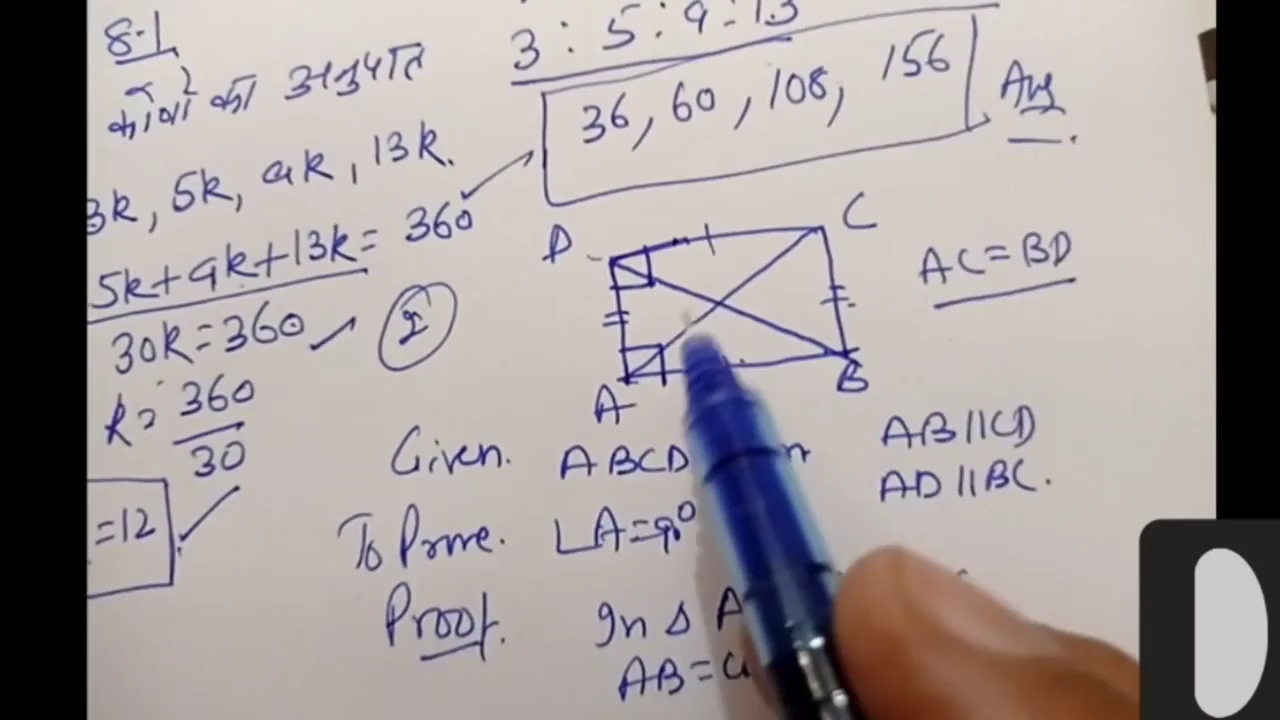 8.1
कोणों का अनुपात
3 : 5 : 9 : 13
3k, 5k, 9k, 13k.
5k+9k+13k = 360
30k = 360
k = 360
30
=12
36, 60, 108, 156
Ans
2
D
C
A
B
AC = BD
Given. ABCD
AB || CD
AD || BC.
To Prove. ∟A = 90°
Proof. In Δ A
AB =